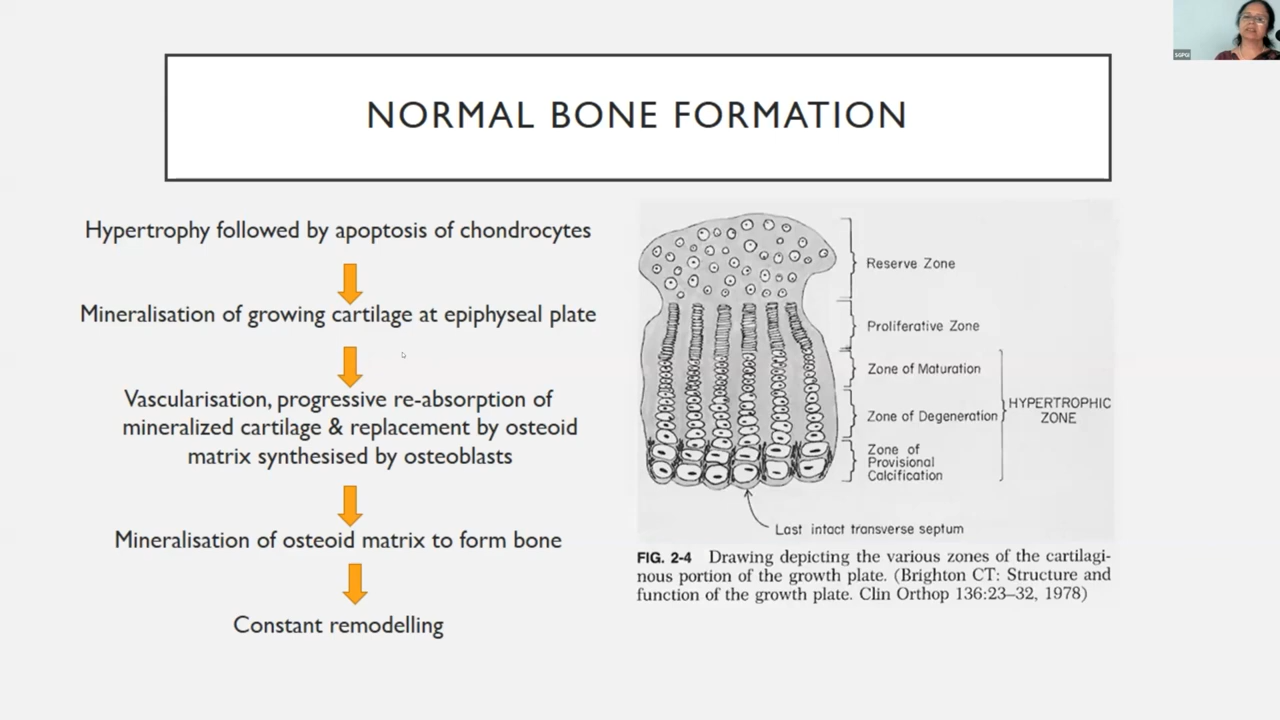 NORMAL BONE FORMATION
SGPGI
Hypertrophy followed by apoptosis of chondrocytes
Mineralisation of growing cartilage at epiphyseal plate
Vascularisation, progressive re-absorption of
mineralized cartilage & replacement by osteoid
matrix synthesised by osteoblasts
Mineralisation of osteoid matrix to form bone
Constant remodelling
Reserve Zone
Proliferative Zone
Zone of Maturation
Zone of Degeneration
HYPERTROPHIC
ZONE
Zone of
Provisional
Calcification
Last intact transverse septum
FIG. 2-4 Drawing depicting the various zones of the cartilagi-
nous portion of the growth plate. (Brighton CT: Structure and
function of the growth plate. Clin Orthop 136:23–32, 1978)